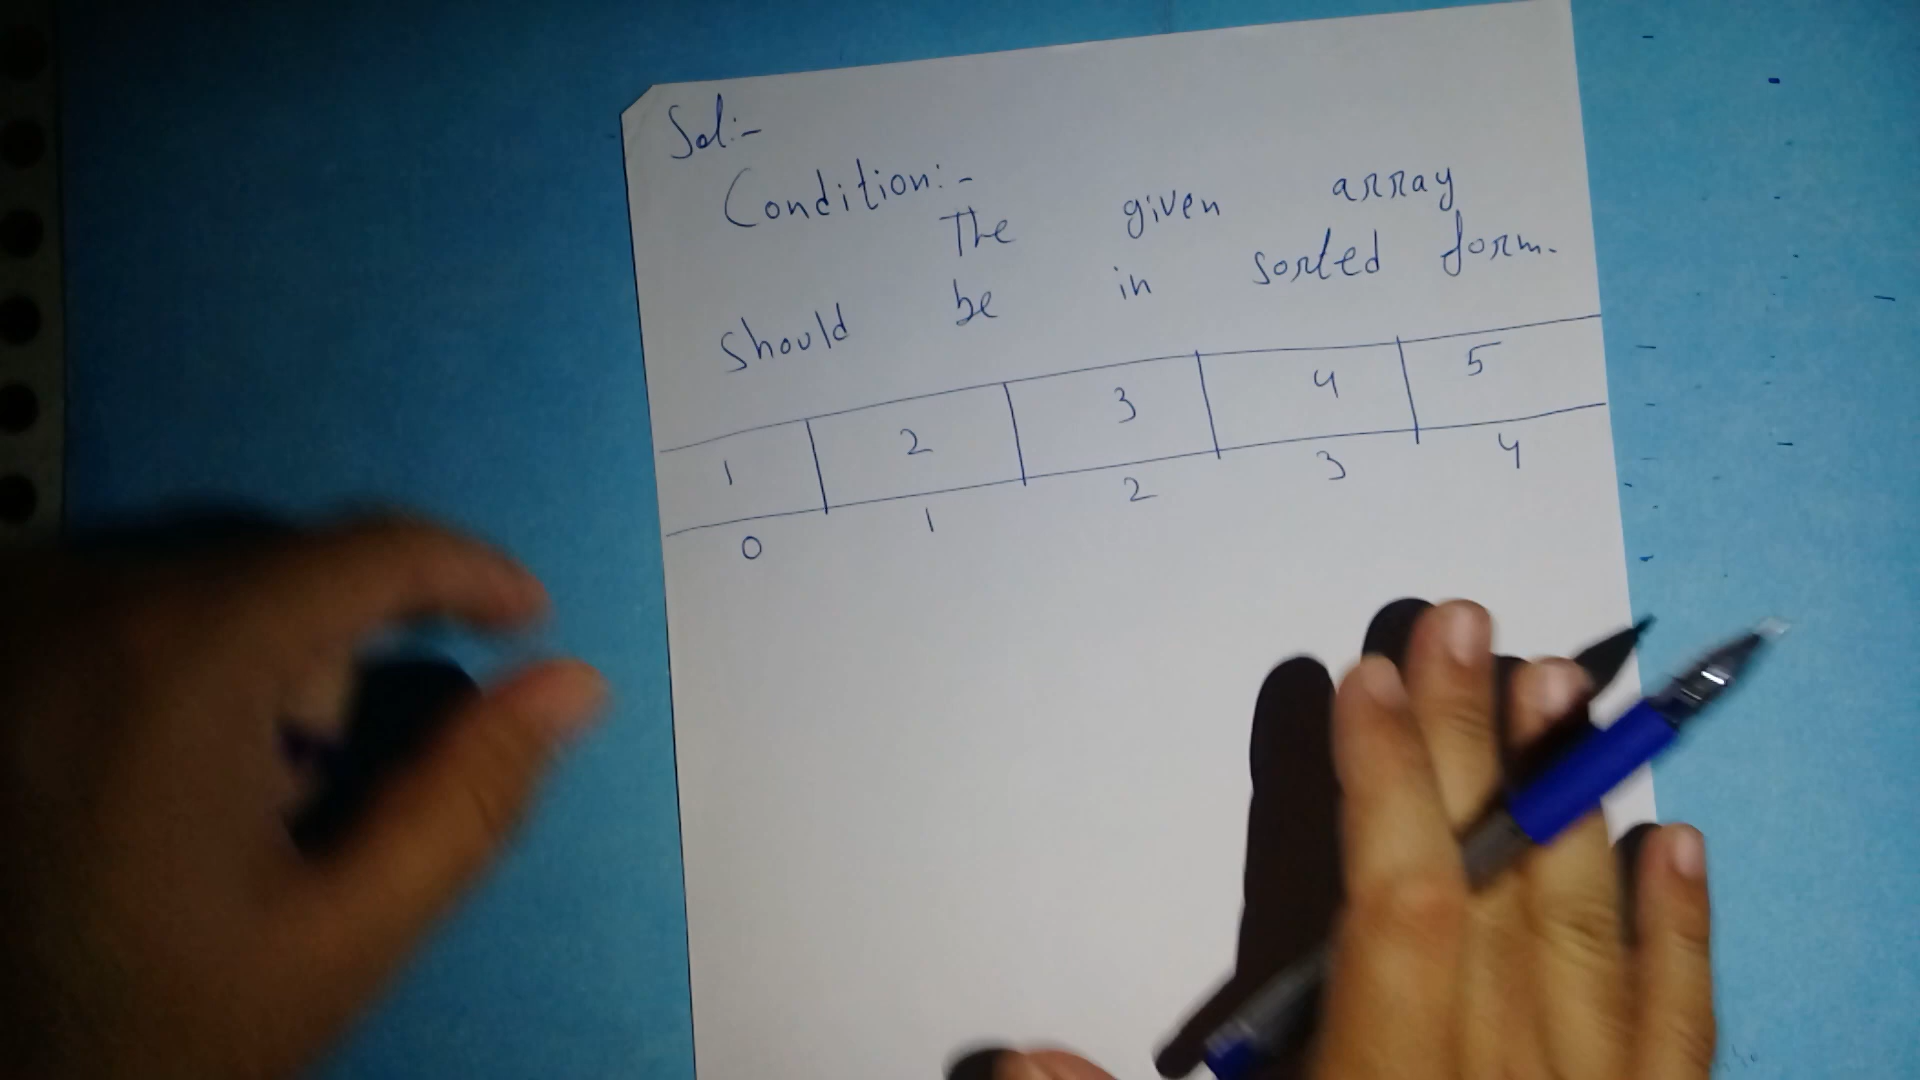 Sol:-
Condition:-
The given array
Should be in sorted form.
1 2 3 4 5
0 1 2 3 4